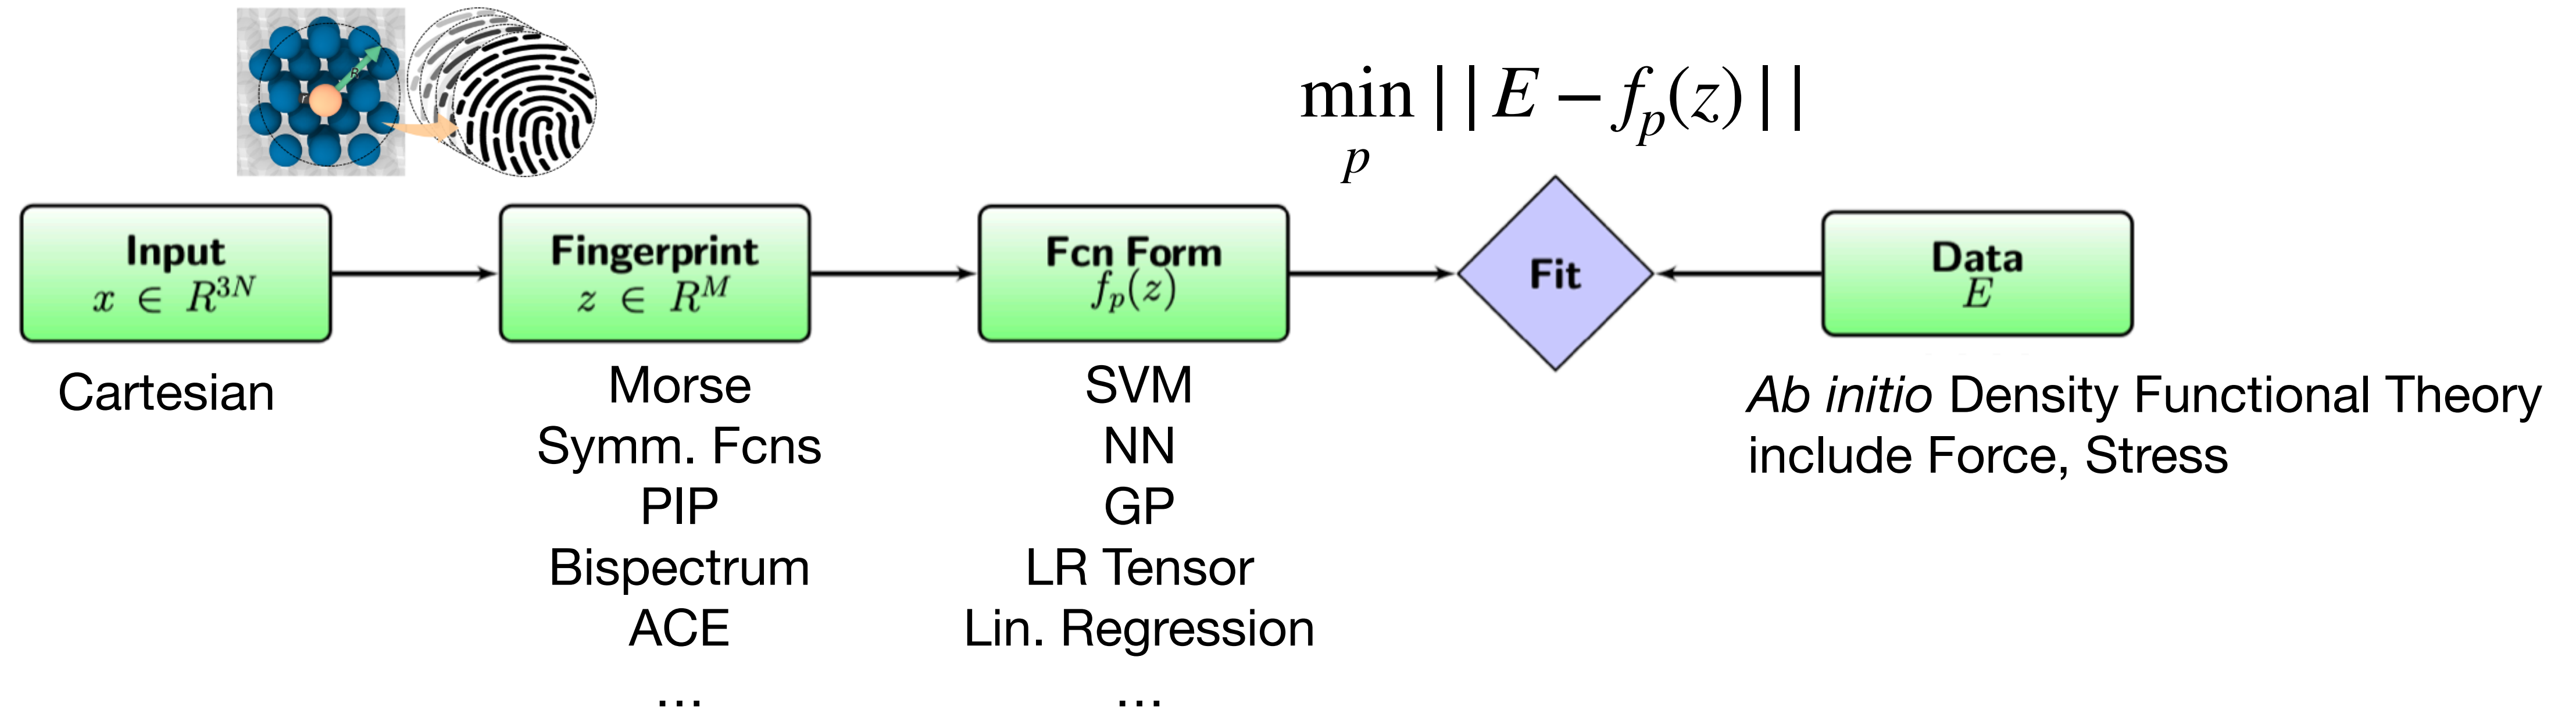 min ||E − f_p(z)||
p
Input
x ∈ R^{3N}
Fingerprint
z ∈ R^M
Fcn Form
f_p(z)
Fit
Data
E
Cartesian
Morse
Symm. Fcns
PIP
Bispectrum
ACE
...
SVM
NN
GP
LR Tensor
Lin. Regression
...
Ab initio Density Functional Theory
include Force, Stress